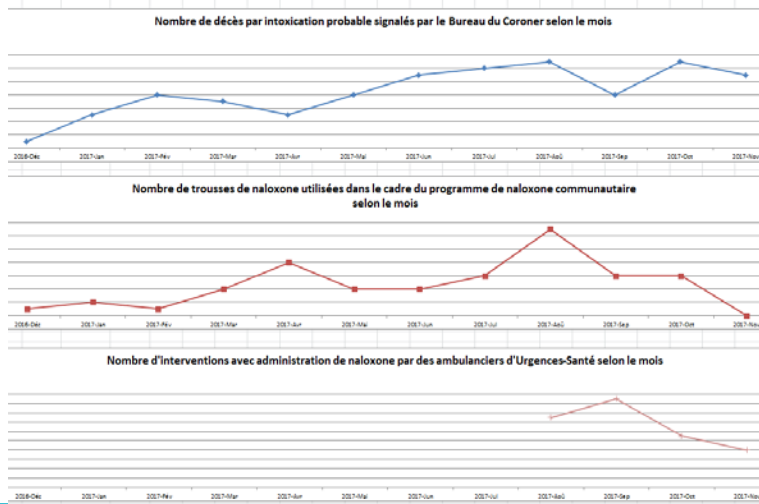 Nombre de décès par intoxication probable signalés par le Bureau du Coroner selon le mois
2016-Déc 2017-Jan 2017-Fév 2017-Mar 2017-Avr 2017-Mai 2017-Jun 2017-Jul 2017-Aoû 2017-Sep 2017-Oct 2017-Nov
Nombre de trousses de naloxone utilisées dans le cadre du programme de naloxone communautaire
selon le mois
2016-Déc 2017-Jan 2017-Fév 2017-Mar 2017-Avr 2017-Mai 2017-Jun 2017-Jul 2017-Aoû 2017-Sep 2017-Oct 2017-Nov
Nombre d'interventions avec administration de naloxone par des ambulanciers d'Urgences-Santé selon le mois
2016-Déc 2017-Jan 2017-Fév 2017-Mar 2017-Avr 2017-Mai 2017-Jun 2017-Jul 2017-Aoû 2017-Sep 2017-Oct 2017-Nov